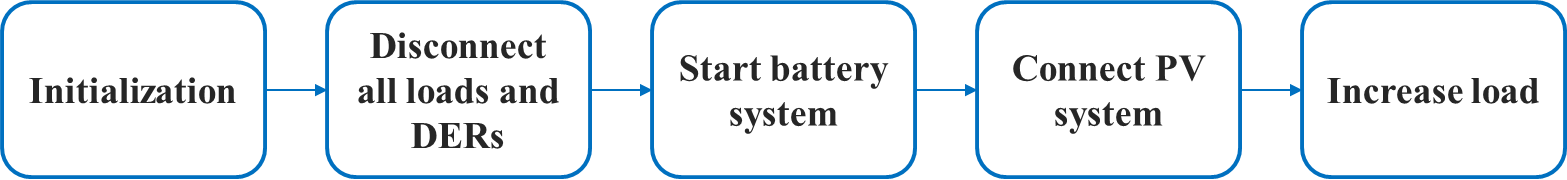 Initialization
Disconnect
all loads and
DERs
Start battery
system
Connect PV
system
Increase load